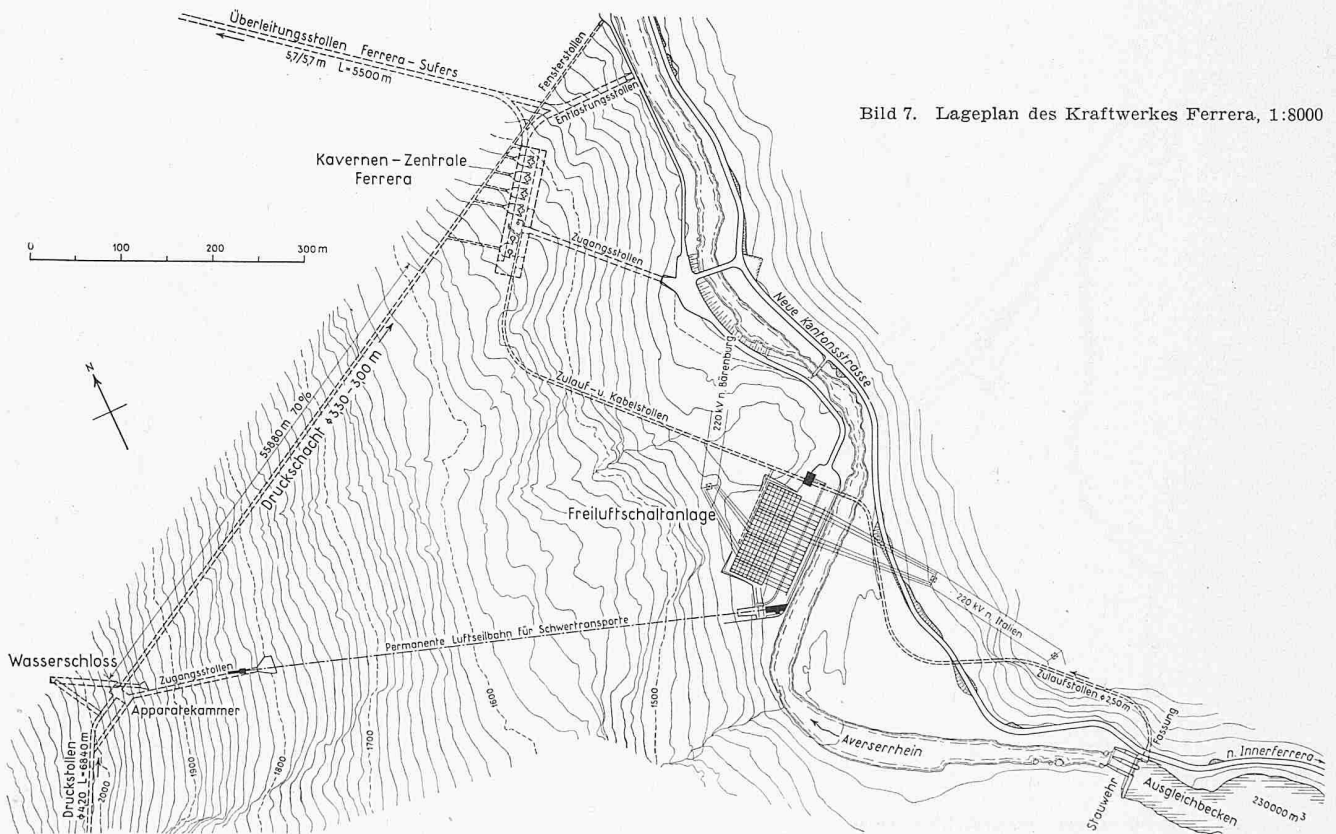 Überleitungsstollen Ferrera-Sufers
5,7/5,7 m L=5500m
Fensterstollen
Entlastungsstollen
Bild 7. Lageplan des Kraftwerkes Ferrera, 1:8000
Kavernen-Zentrale
Ferrera
0 100 200 300 m
Zugangsstollen
Neue Kantonsstrasse
N
220 kV n. Bärenburg
Zulauf- u. Kabelstollen
558,80 m 70%
Druckschacht ϕ 3,30-3,00 m
Freiluftschaltanlage
220 kV n. Italien
Permanente Luftseilbahn für Schwertransporte
Wasserschloss
Zugangsstollen
Zulaufstollen ϕ 2,50 m
Apparatekammer
1600
1500
Fassung
Averserrhein
n. Innerferrera
Druckstollen
ϕ 4,20 L=6840 m
2000
1900
1800
1700
Stauwehr
Ausgleichbecken
230000 m³